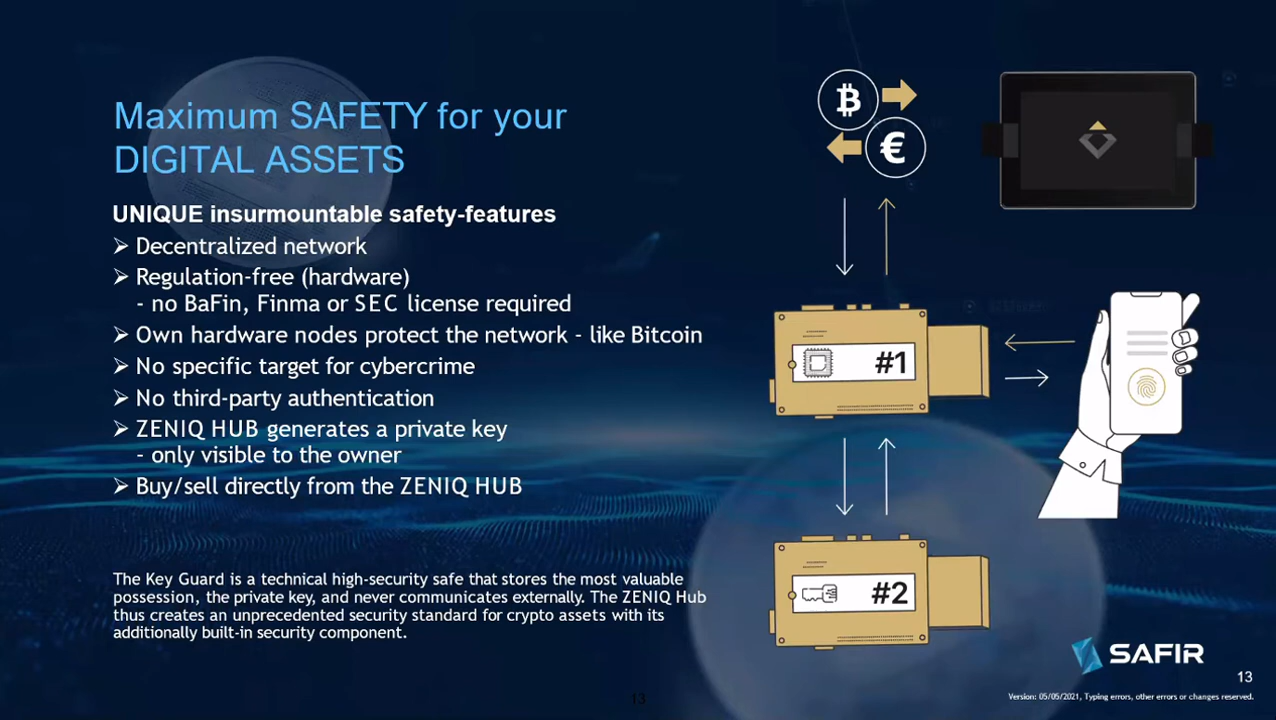 Maximum SAFETY for your
DIGITAL ASSETS
UNIQUE insurmountable safety-features
➢ Decentralized network
➢ Regulation-free (hardware)
- no BaFin, Finma or SEC license required
➢ Own hardware nodes protect the network - like Bitcoin
➢ No specific target for cybercrime
➢ No third-party authentication
➢ ZENIQ HUB generates a private key
- only visible to the owner
➢ Buy/sell directly from the ZENIQ HUB
The Key Guard is a technical high-security safe that stores the most valuable
possession, the private key, and never communicates externally. The ZENIQ Hub
thus creates an unprecedented security standard for crypto assets with its
additionally built-in security component.
₿
€
#1
#2
SAFIR
13
Version: 05/05/2021, Typing errors, other errors or changes reserved.
13